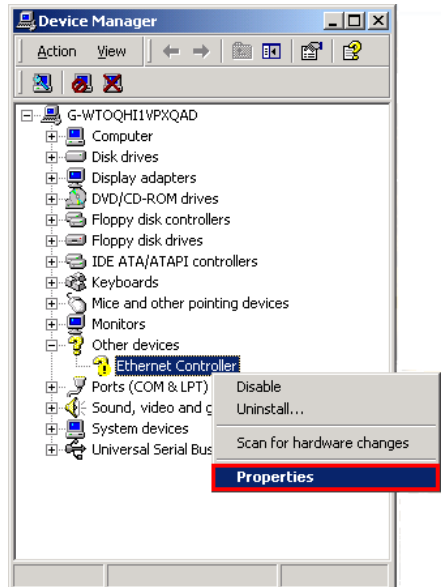 Device Manager
Action View
G-WTOQHI1VPXQAD
Computer
Disk drives
Display adapters
DVD/CD-ROM drives
Floppy disk controllers
Floppy disk drives
IDE ATA/ATAPI controllers
Keyboards
Mice and other pointing devices
Monitors
Other devices
Ethernet Controller
Ports (COM & LPT)
Disable
Sound, video and g
Uninstall...
System devices
Scan for hardware changes
Universal Serial Bus
Properties